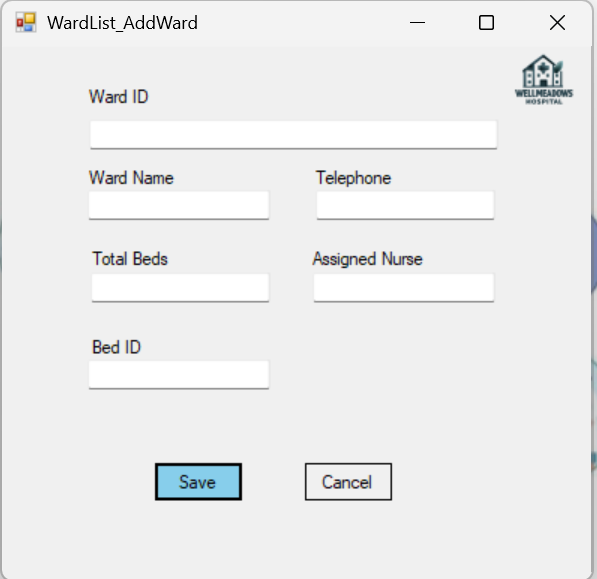 WardList_AddWard
WELLMEADOWS
HOSPITAL
Ward ID
Ward Name
Telephone
Total Beds
Assigned Nurse
Bed ID
Save
Cancel